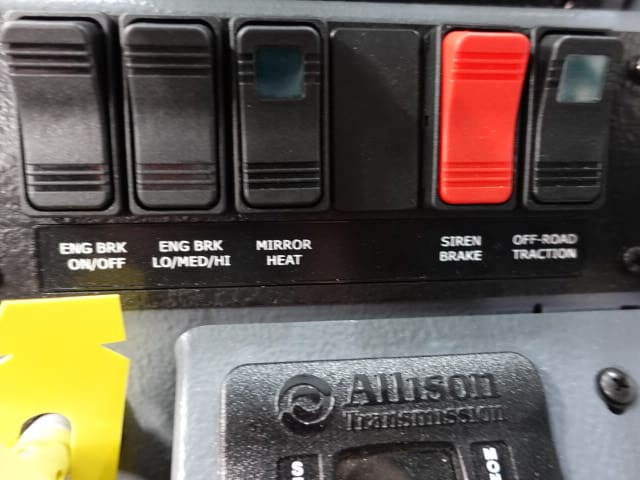 ENG BRK
ON/OFF
ENG BRK
LO/MED/HI
MIRROR
HEAT
SIREN
BRAKE
OFF-ROAD
TRACTION
Allison
Transmission